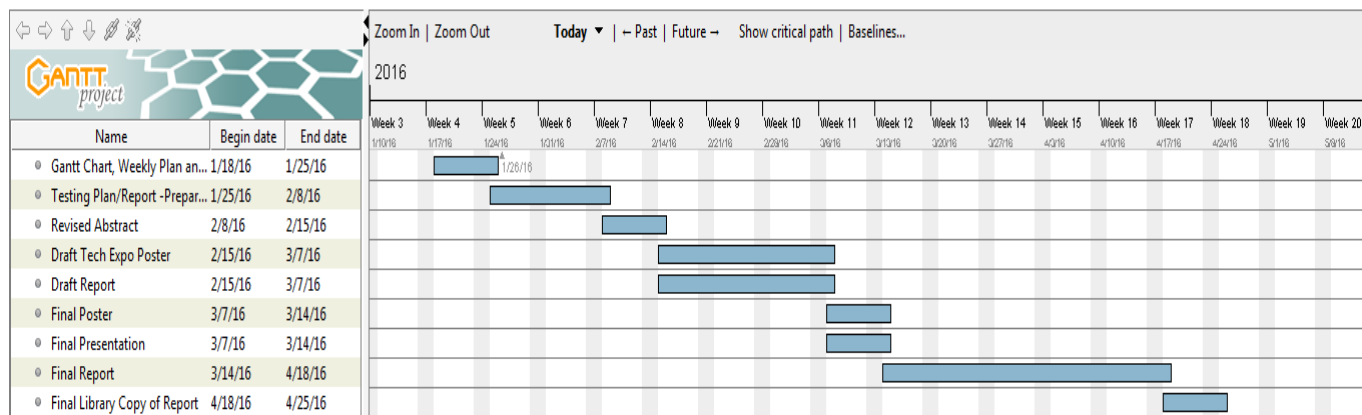 Zoom In | Zoom Out Today ▼ | ← Past | Future → Show critical path | Baselines...
2016
GANTT
project
Week 3 Week 4 Week 5 Week 6 Week 7 Week 8 Week 9 Week 10 Week 11 Week 12 Week 13 Week 14 Week 15 Week 16 Week 17 Week 18 Week 19 Week 20
1/10/16 1/17/16 1/24/16 1/31/16 2/7/16 2/14/16 2/21/16 2/28/16 3/6/16 3/13/16 3/20/16 3/27/16 4/3/16 4/10/16 4/17/16 4/24/16 5/1/16 5/8/16
Name Begin date End date
Gantt Chart, Weekly Plan an... 1/18/16 1/25/16 1/26/16
Testing Plan/Report -Prepar... 1/25/16 2/8/16
Revised Abstract 2/8/16 2/15/16
Draft Tech Expo Poster 2/15/16 3/7/16
Draft Report 2/15/16 3/7/16
Final Poster 3/7/16 3/14/16
Final Presentation 3/7/16 3/14/16
Final Report 3/14/16 4/18/16
Final Library Copy of Report 4/18/16 4/25/16